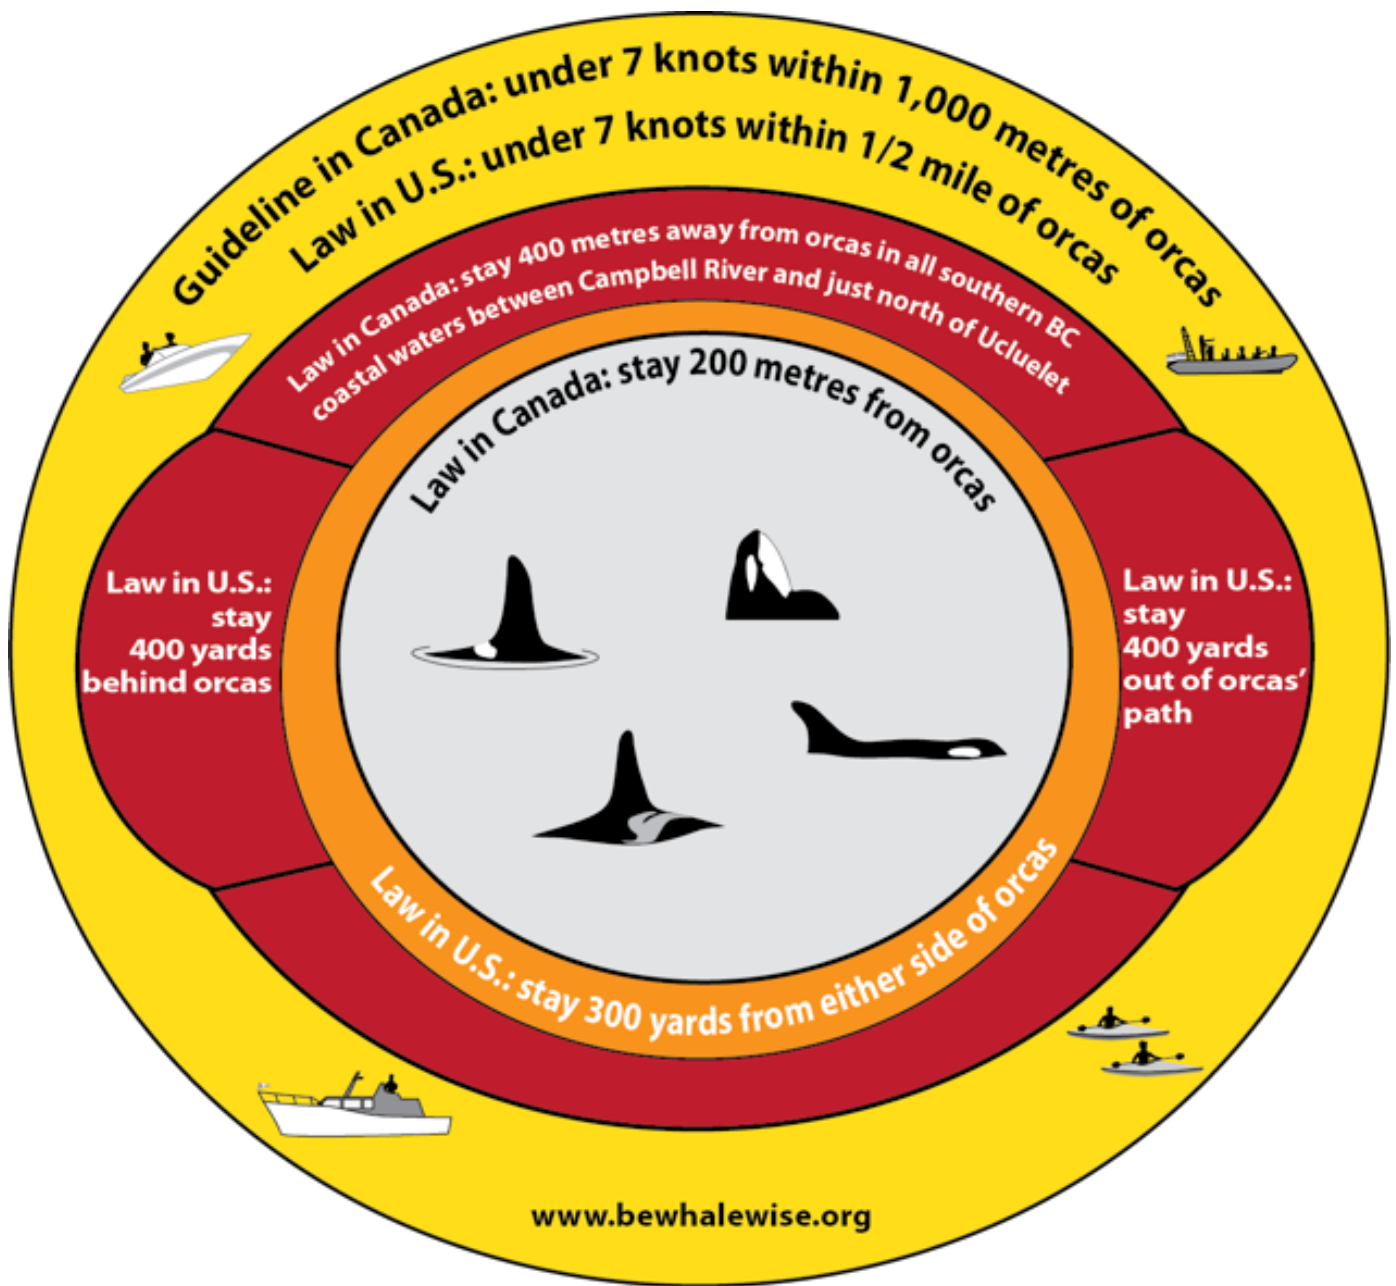 Guideline in Canada: under 7 knots within 1,000 metres of orcas
Law in U.S.: under 7 knots within 1/2 mile of orcas
Law in Canada: stay 400 metres away from orcas in all southern BC
coastal waters between Campbell River and just north of Ucluelet
Law in Canada: stay 200 metres from orcas
Law in U.S.:
stay
400 yards
behind orcas
Law in U.S.:
stay
400 yards
out of orcas'
path
Law in U.S.: stay 300 yards from either side of orcas
www.bewhalewise.org